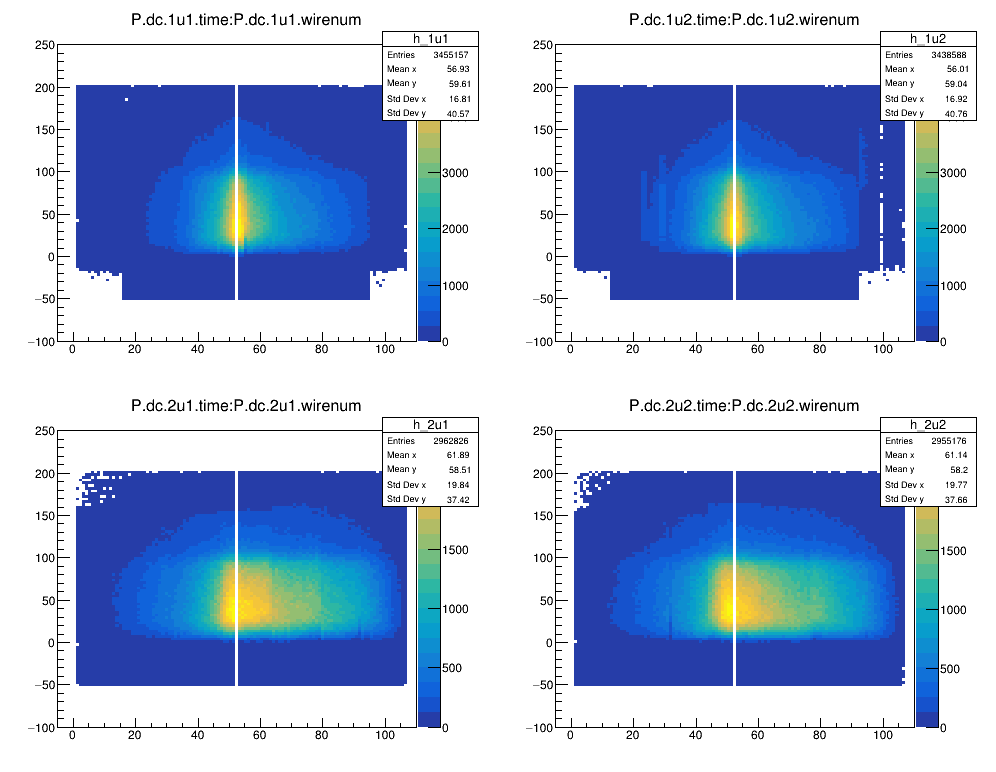 P.dc.1u1.time:P.dc.1u1.wirenum
h_1u1
Entries 3455157
Mean x 56.93
Mean y 59.61
Std Dev x 16.81
Std Dev y 40.57
250
200
150
100
50
0
−50
−100
0 20 40 60 80 100
3000
2000
1000
0
P.dc.1u2.time:P.dc.1u2.wirenum
h_1u2
Entries 3438588
Mean x 56.01
Mean y 59.04
Std Dev x 16.92
Std Dev y 40.76
250
200
150
100
50
0
−50
−100
0 20 40 60 80 100
3000
2000
1000
0
P.dc.2u1.time:P.dc.2u1.wirenum
h_2u1
Entries 2962826
Mean x 61.89
Mean y 58.51
Std Dev x 19.84
Std Dev y 37.42
250
200
150
100
50
0
−50
−100
0 20 40 60 80 100
1500
1000
500
0
P.dc.2u2.time:P.dc.2u2.wirenum
h_2u2
Entries 2955176
Mean x 61.14
Mean y 58.2
Std Dev x 19.77
Std Dev y 37.66
250
200
150
100
50
0
−50
−100
0 20 40 60 80 100
1500
1000
500
0